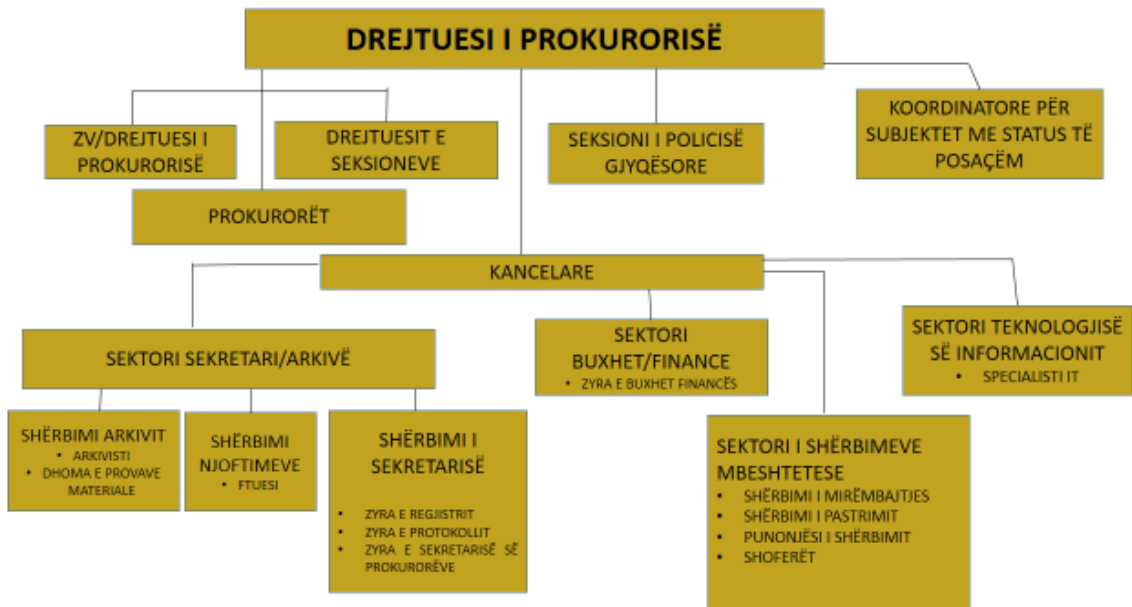 DREJTUESI I PROKURORISË
ZV/DREJTUESI I
PROKURORISË
DREJTUESIT E
SEKSIONEVE
SEKSIONI I POLICISË
GJYQËSORE
KOORDINATORE PËR
SUBJEKTET ME STATUS TË
POSAÇËM
PROKURORËT
KANCELARE
SEKTORI SEKRETARI/ARKIVË
SEKTORI
BUXHET/FINANCE
• ZYRA E BUXHET FINANCËS
SEKTORI TEKNOLOGJISË
SË INFORMACIONIT
• SPECIALISTI IT
SHËRBIMI ARKIVIT
• ARKIVISTI
• DHOMA E PROVAVE
MATERIALE
SHËRBIMI
NJOFTIMEVE
• FTUESI
SHËRBIMI I
SEKRETARISË
• ZYRA E REGJISTRIT
• ZYRA E PROTOKOLLIT
• ZYRA E SEKRETARISË SË
PROKURORËVE
SEKTORI I SHËRBIMEVE
MBESHTETESE
• SHËRBIMI I MIRËMBAJTJES
• SHËRBIMI I PASTRIMIT
• PUNONJËSI I SHËRBIMIT
• SHOFERËT